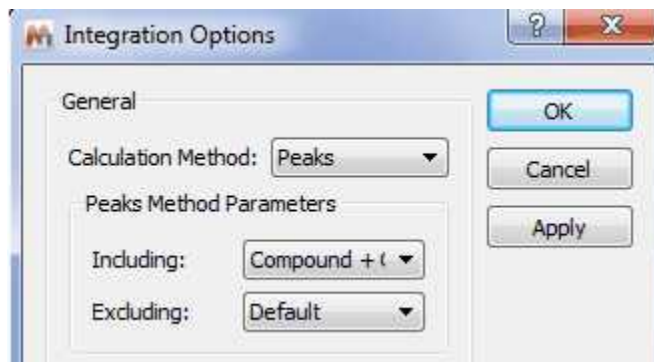 Integration Options
General
OK
Calculation Method: Peaks
Cancel
Peaks Method Parameters
Apply
Including: Compound + (
Excluding: Default